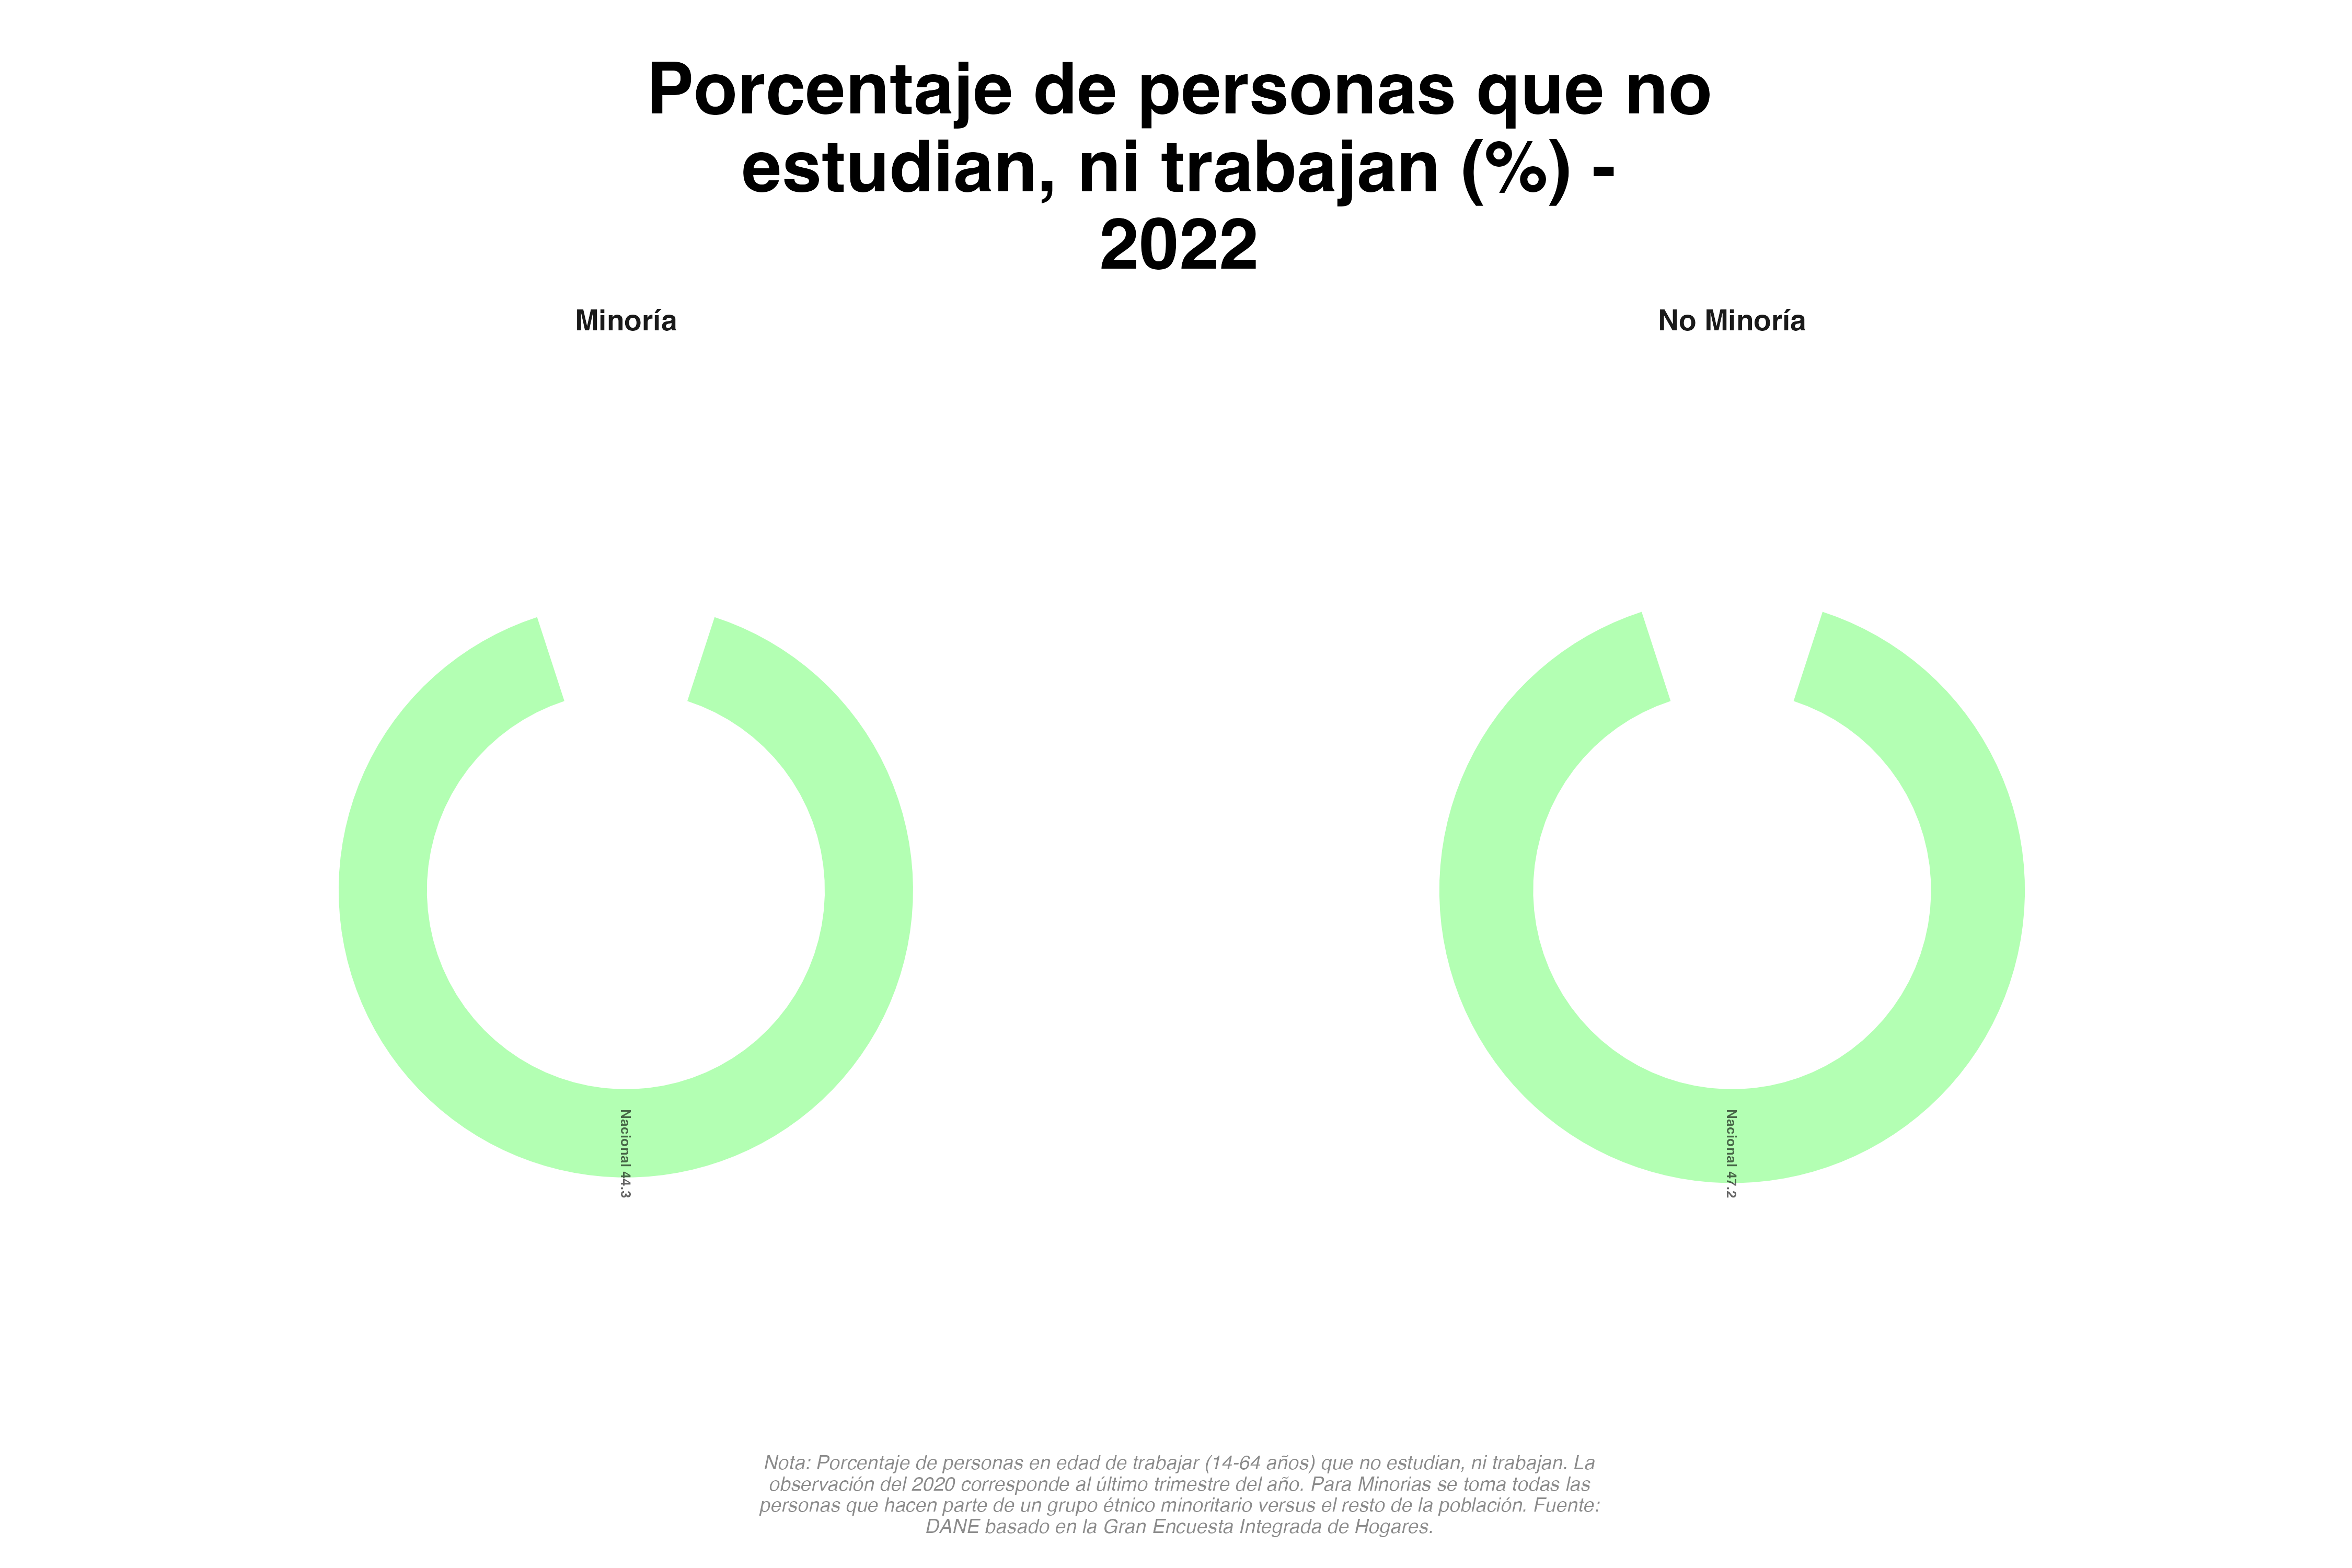 Porcentaje de personas que no
estudian, ni trabajan (%) -
2022
Minoría
No Minoría
Nacional 44.3
Nacional 47.2
Nota: Porcentaje de personas en edad de trabajar (14-64 años) que no estudian, ni trabajan. La
observación del 2020 corresponde al último trimestre del año. Para Minorias se toma todas las
personas que hacen parte de un grupo étnico minoritario versus el resto de la población. Fuente:
DANE basado en la Gran Encuesta Integrada de Hogares.